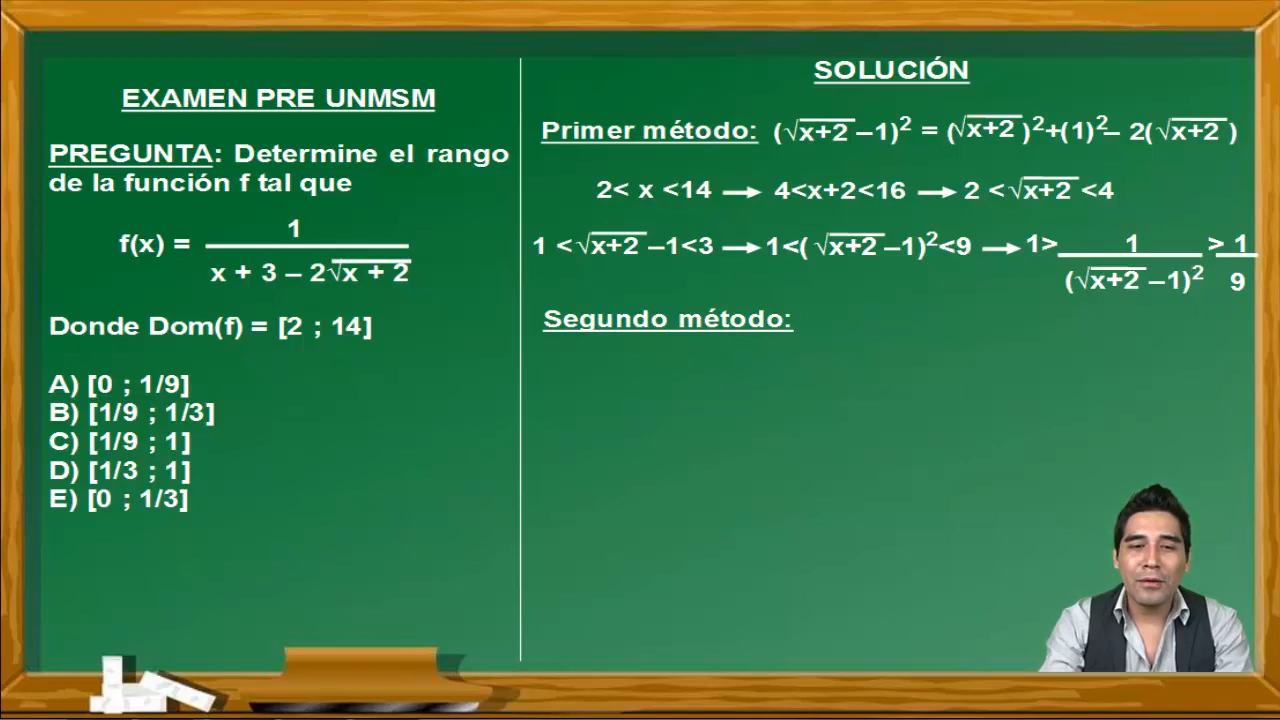 EXAMEN PRE UNMSM
PREGUNTA: Determine el rango
de la función f tal que
f(x) = 1 / x + 3 – 2√x + 2
Donde Dom(f) = [2 ; 14]
A) [0 ; 1/9]
B) [1/9 ; 1/3]
C) [1/9 ; 1]
D) [1/3 ; 1]
E) [0 ; 1/3]
SOLUCIÓN
Primer método: (√x+2 –1)² = (√x+2 )²+(1)²– 2(√x+2 )
2< x <14 → 4<x+2<16 → 2 <√x+2 <4
1 <√x+2 –1<3 → 1<( √x+2 –1)²<9 → 1> 1 / (√x+2 –1)² > 1 / 9
Segundo método: